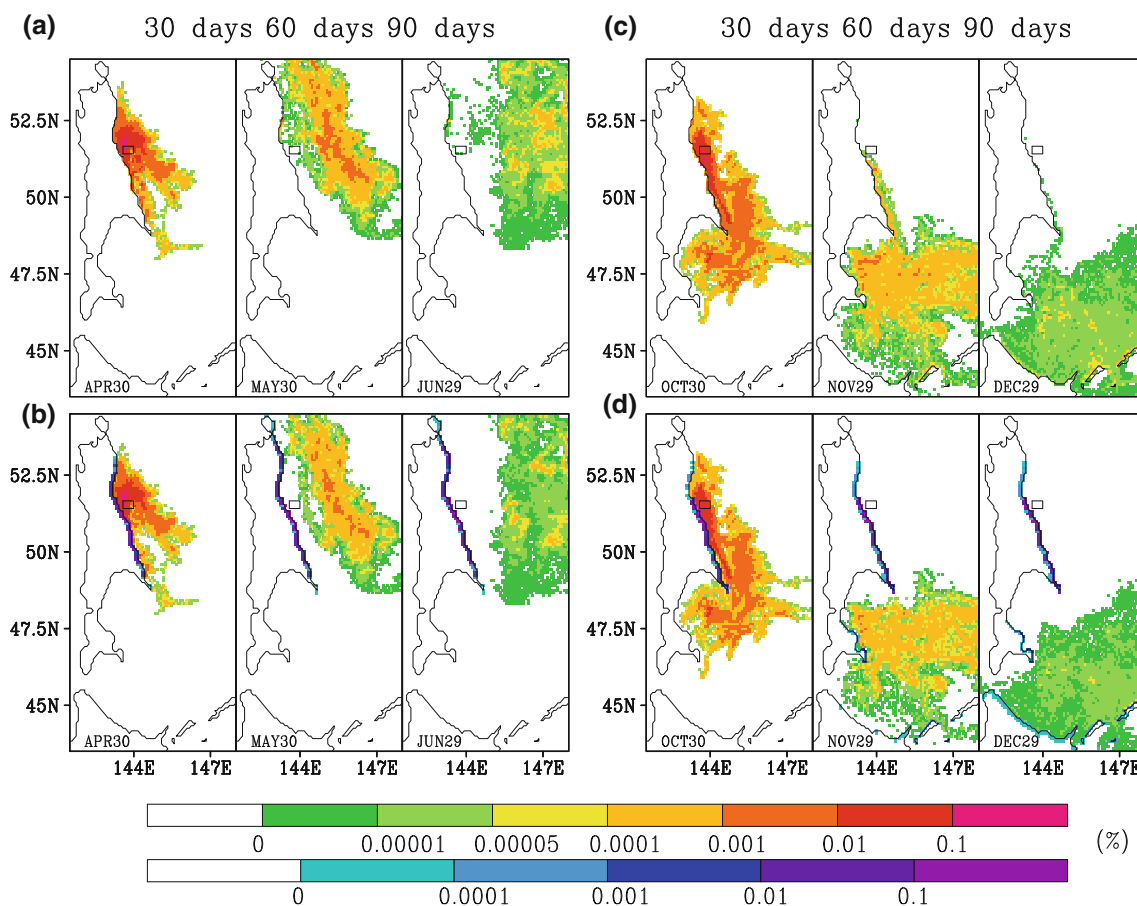 (a) 30 days 60 days 90 days (c) 30 days 60 days 90 days
52.5N
50N
47.5N
45N
APR30 MAY30 JUN29 OCT30 NOV29 DEC29
(b) (d)
52.5N
50N
47.5N
45N
APR30 MAY30 JUN29 OCT30 NOV29 DEC29
144E 147E 144E 147E 144E 147E 144E 147E 144E 147E 144E 147E
0 0.00001 0.00005 0.0001 0.001 0.01 0.1 (%)
0 0.0001 0.001 0.01 0.1